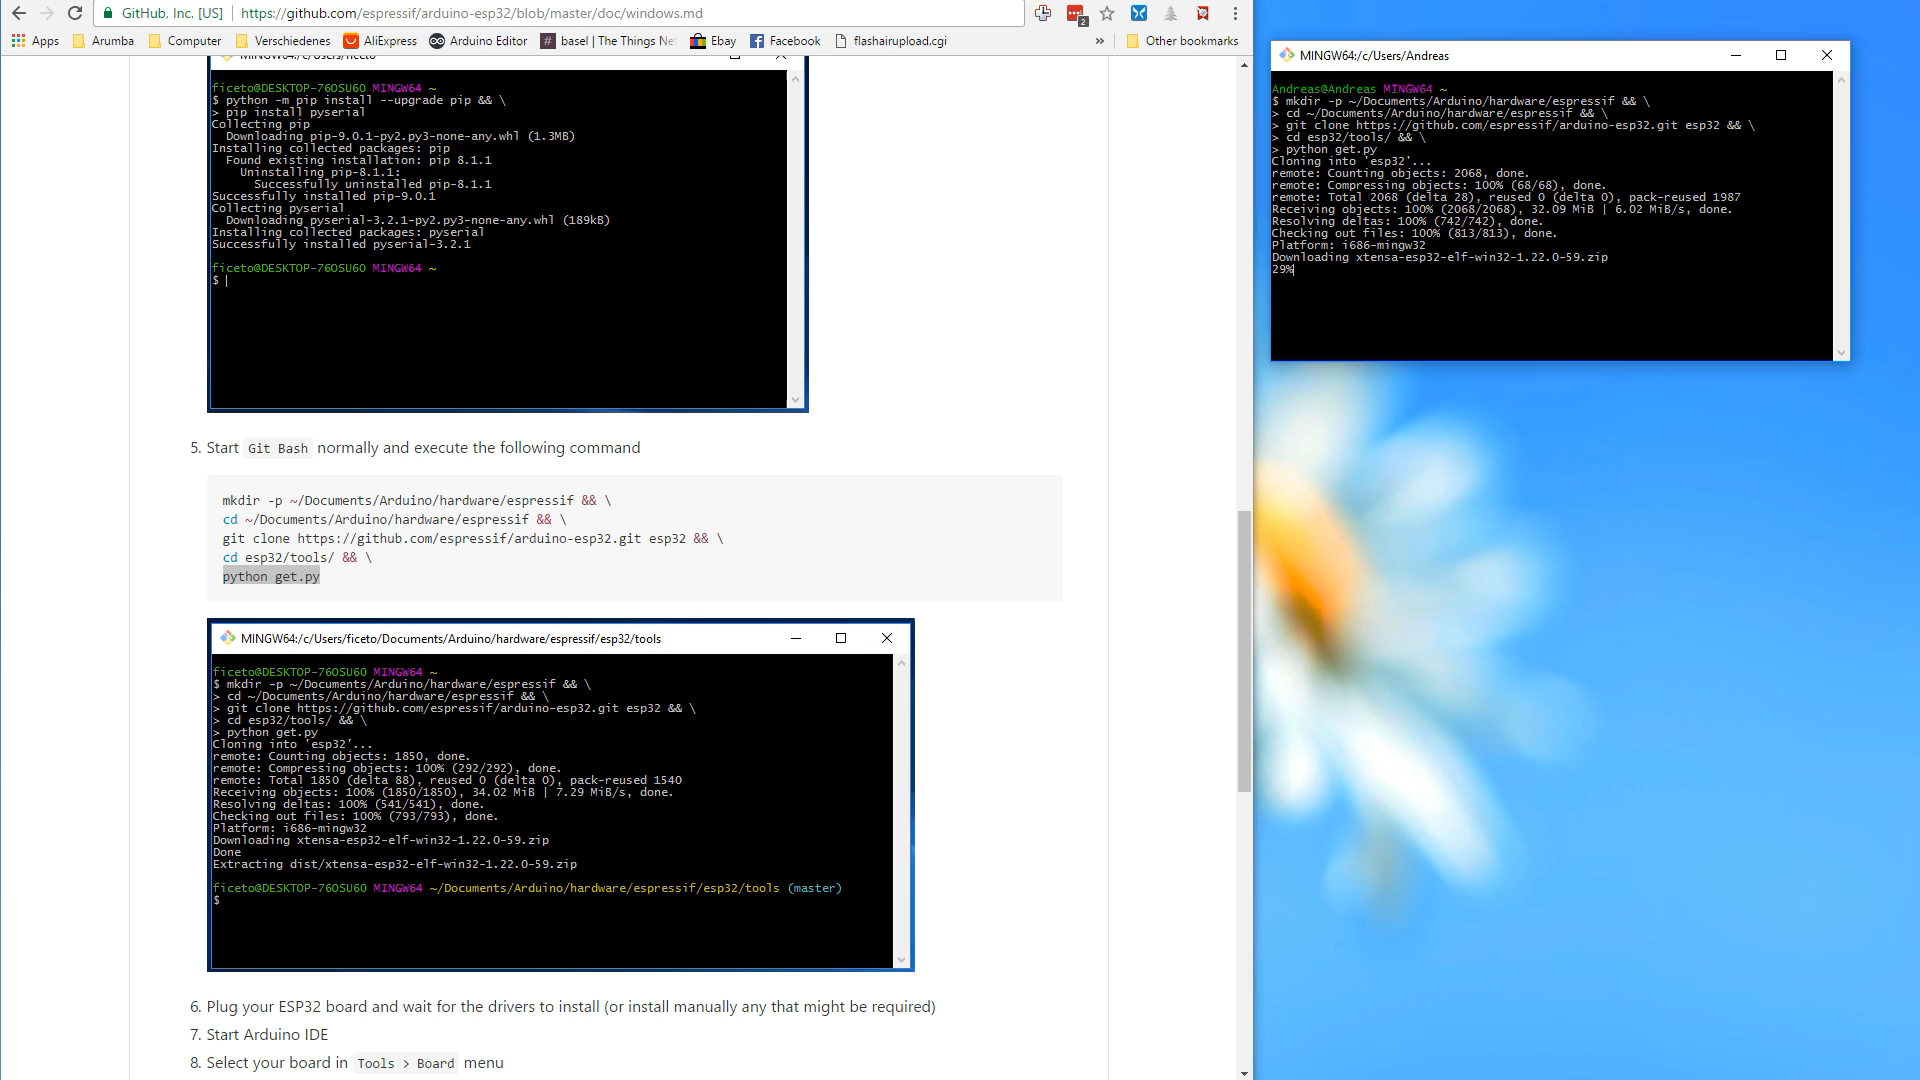 GitHub, Inc. [US] https://github.com/espressif/arduino-esp32/blob/master/doc/windows.md
2
Apps Arumba Computer Verschiedenes AliExpress Arduino Editor basel | The Things Net Ebay Facebook flashairupload.cgi » Other bookmarks
MINGW64:/c/Users/ficeto
ficeto@DESKTOP-76OSU6O MINGW64 ~
$ python -m pip install --upgrade pip && \
> pip install pyserial
Collecting pip
Downloading pip-9.0.1-py2.py3-none-any.whl (1.3MB)
Installing collected packages: pip
Found existing installation: pip 8.1.1
Uninstalling pip-8.1.1:
Successfully uninstalled pip-8.1.1
Successfully installed pip-9.0.1
Collecting pyserial
Downloading pyserial-3.2.1-py2.py3-none-any.whl (189kB)
Installing collected packages: pyserial
Successfully installed pyserial-3.2.1
ficeto@DESKTOP-76OSU6O MINGW64 ~
$
5. Start Git Bash normally and execute the following command
mkdir -p ~/Documents/Arduino/hardware/espressif && \
cd ~/Documents/Arduino/hardware/espressif && \
git clone https://github.com/espressif/arduino-esp32.git esp32 && \
cd esp32/tools/ && \
python get.py
MINGW64:/c/Users/ficeto/Documents/Arduino/hardware/espressif/esp32/tools
ficeto@DESKTOP-76OSU6O MINGW64 ~
$ mkdir -p ~/Documents/Arduino/hardware/espressif && \
> cd ~/Documents/Arduino/hardware/espressif && \
> git clone https://github.com/espressif/arduino-esp32.git esp32 && \
> cd esp32/tools/ && \
> python get.py
Cloning into 'esp32'...
remote: Counting objects: 1850, done.
remote: Compressing objects: 100% (292/292), done.
remote: Total 1850 (delta 88), reused 0 (delta 0), pack-reused 1540
Receiving objects: 100% (1850/1850), 34.02 MiB | 7.29 MiB/s, done.
Resolving deltas: 100% (541/541), done.
Checking out files: 100% (793/793), done.
Platform: i686-mingw32
Downloading xtensa-esp32-elf-win32-1.22.0-59.zip
Done
Extracting dist/xtensa-esp32-elf-win32-1.22.0-59.zip
ficeto@DESKTOP-76OSU6O MINGW64 ~/Documents/Arduino/hardware/espressif/esp32/tools (master)
$
6. Plug your ESP32 board and wait for the drivers to install (or install manually any that might be required)
7. Start Arduino IDE
8. Select your board in Tools > Board menu
MINGW64:/c/Users/Andreas
Andreas@Andreas MINGW64 ~
$ mkdir -p ~/Documents/Arduino/hardware/espressif && \
> cd ~/Documents/Arduino/hardware/espressif && \
> git clone https://github.com/espressif/arduino-esp32.git esp32 && \
> cd esp32/tools/ && \
> python get.py
Cloning into 'esp32'...
remote: Counting objects: 2068, done.
remote: Compressing objects: 100% (68/68), done.
remote: Total 2068 (delta 28), reused 0 (delta 0), pack-reused 1987
Receiving objects: 100% (2068/2068), 32.09 MiB | 6.02 MiB/s, done.
Resolving deltas: 100% (742/742), done.
Checking out files: 100% (813/813), done.
Platform: i686-mingw32
Downloading xtensa-esp32-elf-win32-1.22.0-59.zip
29%